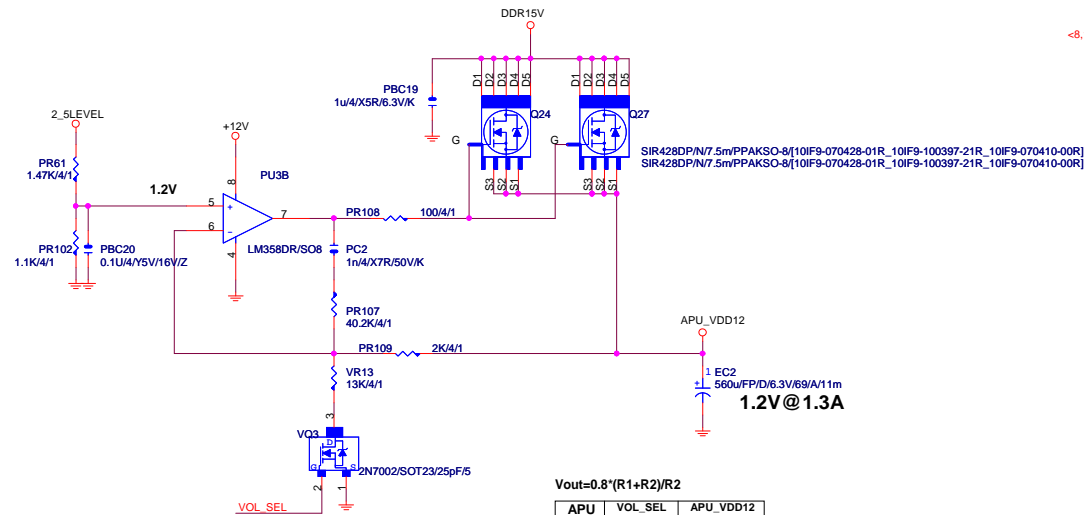 DDR15V
<8,
PBC19
1u/4/X5R/6.3V/K
D1
D2
D3
D4
D5
D1
D2
D3
D4
D5
Q24
Q27
G
G
S3
S2
S1
S3
S2
S1
SIR428DP/N/7.5m/PPAKSO-8/[10IF9-070428-01R_10IF9-100397-21R_10IF9-070410-00R]
SIR428DP/N/7.5m/PPAKSO-8/[10IF9-070428-01R_10IF9-100397-21R_10IF9-070410-00R]
2_5LEVEL
+12V
PR61
1.47K/4/1
1.2V
PU3B
8
5
+
6
-
7
4
LM358DR/SO8
PR102
1.1K/4/1
PBC20
0.1U/4/Y5V/16V/Z
PR108
100/4/1
PC2
1n/4/X7R/50V/K
PR107
40.2K/4/1
PR109
2K/4/1
VR13
13K/4/1
APU_VDD12
1
+
EC2
560u/FP/D/6.3V/69/A/11m
1.2V@1.3A
3
VQ3
D
G
S
2N7002/SOT23/25pF/5
2
1
VOL_SEL
Vout=0.8*(R1+R2)/R2
APU VOL_SEL APU_VDD12